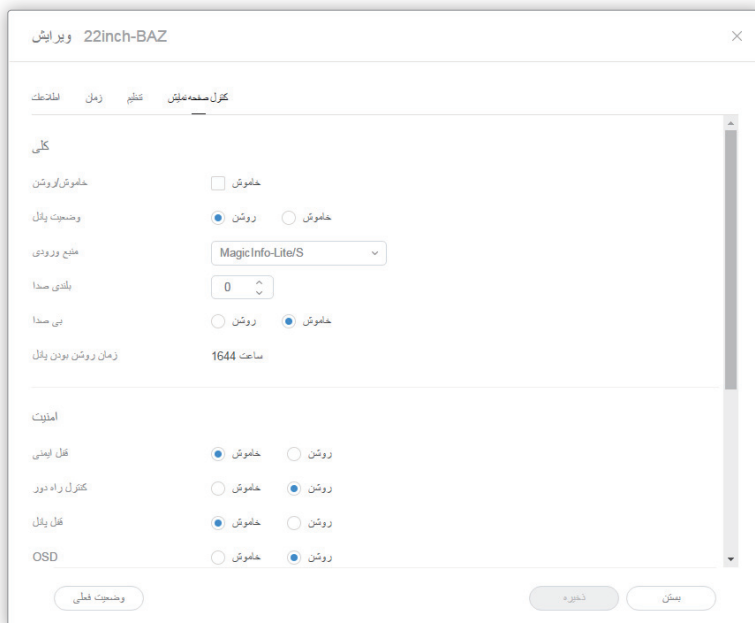 ویرایش 22inch-BAZ
اطلاعات زمان تنظیم کنترل صفحه نمایش
کلی
خاموش/روشن خاموش
وضعیت پانل روشن خاموش
منبع ورودی MagicInfo-Lite/S
بلندی صدا 0
بی صدا روشن خاموش
زمان روشن بودن پانل 1644 ساعت
امنیت
قفل ایمنی خاموش روشن
کنترل راه دور خاموش روشن
قفل پانل خاموش روشن
OSD خاموش روشن
وضعیت فعلی ذخیره بستن